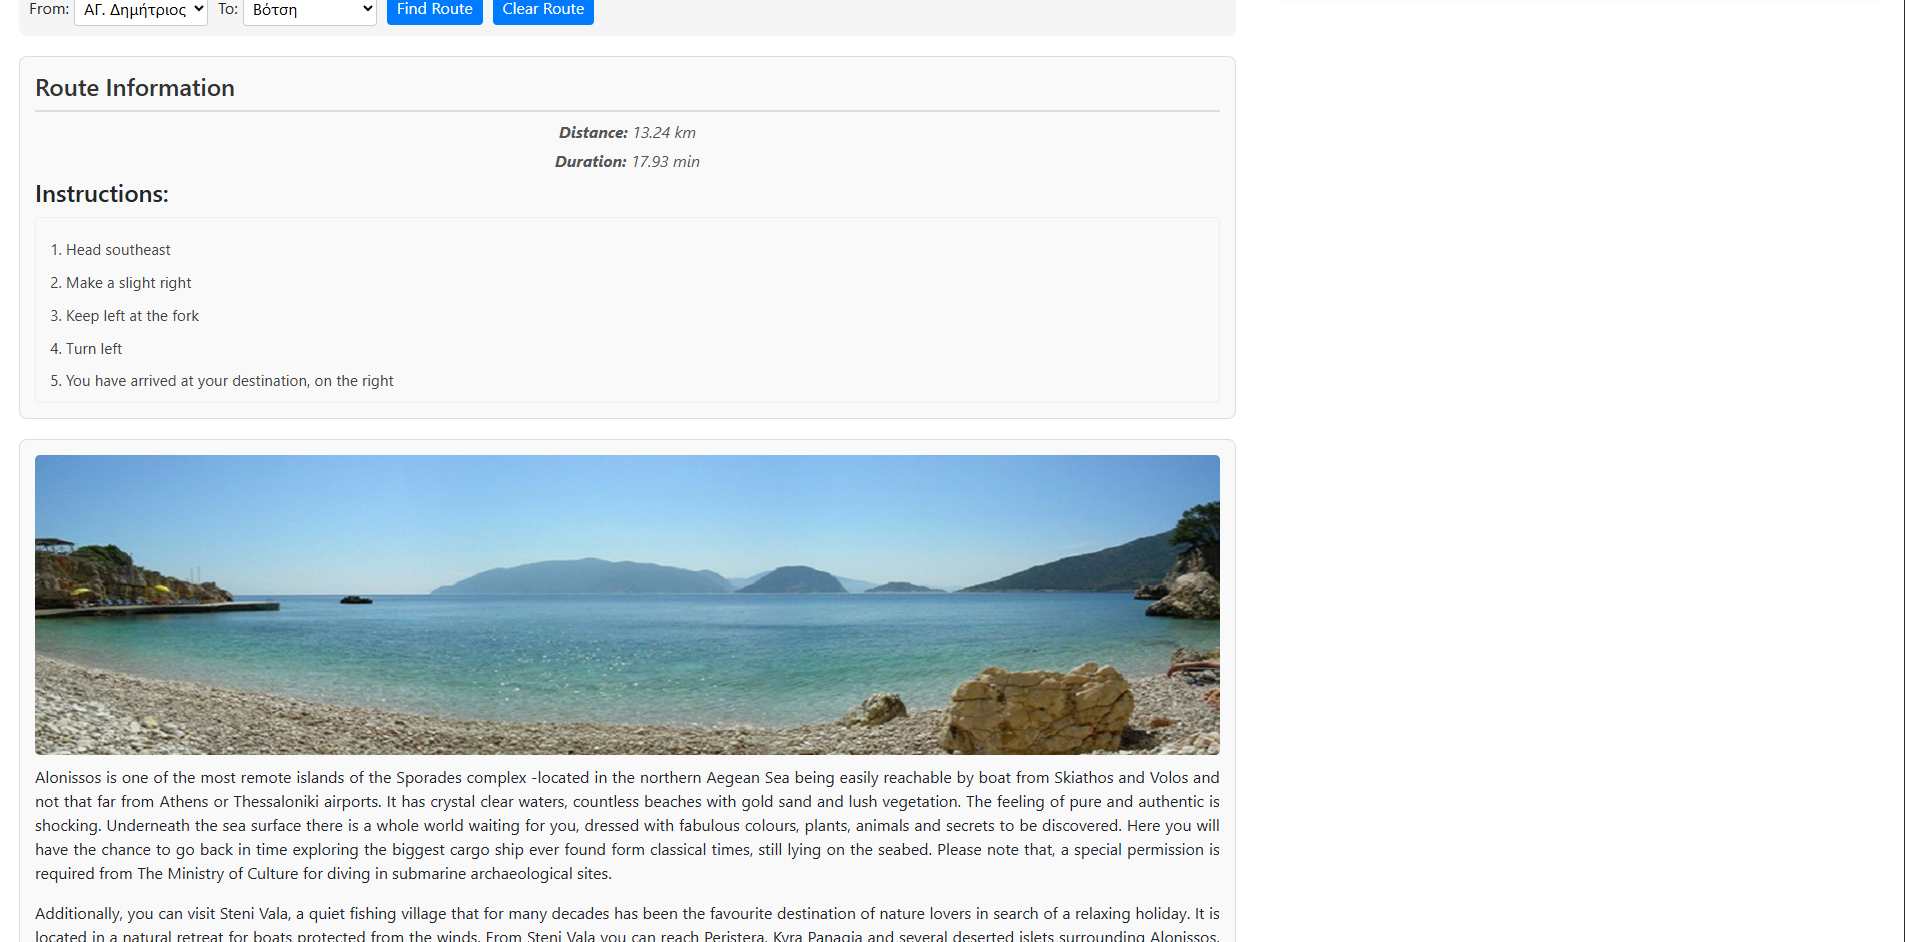 From: ΑΓ. Δημήτριος To: Βότση Find Route Clear Route
Route Information
Distance: 13.24 km
Duration: 17.93 min
Instructions:
1. Head southeast
2. Make a slight right
3. Keep left at the fork
4. Turn left
5. You have arrived at your destination, on the right
Alonissos is one of the most remote islands of the Sporades complex -located in the northern Aegean Sea being easily reachable by boat from Skiathos and Volos and
not that far from Athens or Thessaloniki airports. It has crystal clear waters, countless beaches with gold sand and lush vegetation. The feeling of pure and authentic is
shocking. Underneath the sea surface there is a whole world waiting for you, dressed with fabulous colours, plants, animals and secrets to be discovered. Here you will
have the chance to go back in time exploring the biggest cargo ship ever found form classical times, still lying on the seabed. Please note that, a special permission is
required from The Ministry of Culture for diving in submarine archaeological sites.
Additionally, you can visit Steni Vala, a quiet fishing village that for many decades has been the favourite destination of nature lovers in search of a relaxing holiday. It is
located in a natural retreat for boats protected from the winds. From Steni Vala you can reach Peristera, Kyra Panagia and several deserted islets surrounding Alonissos.